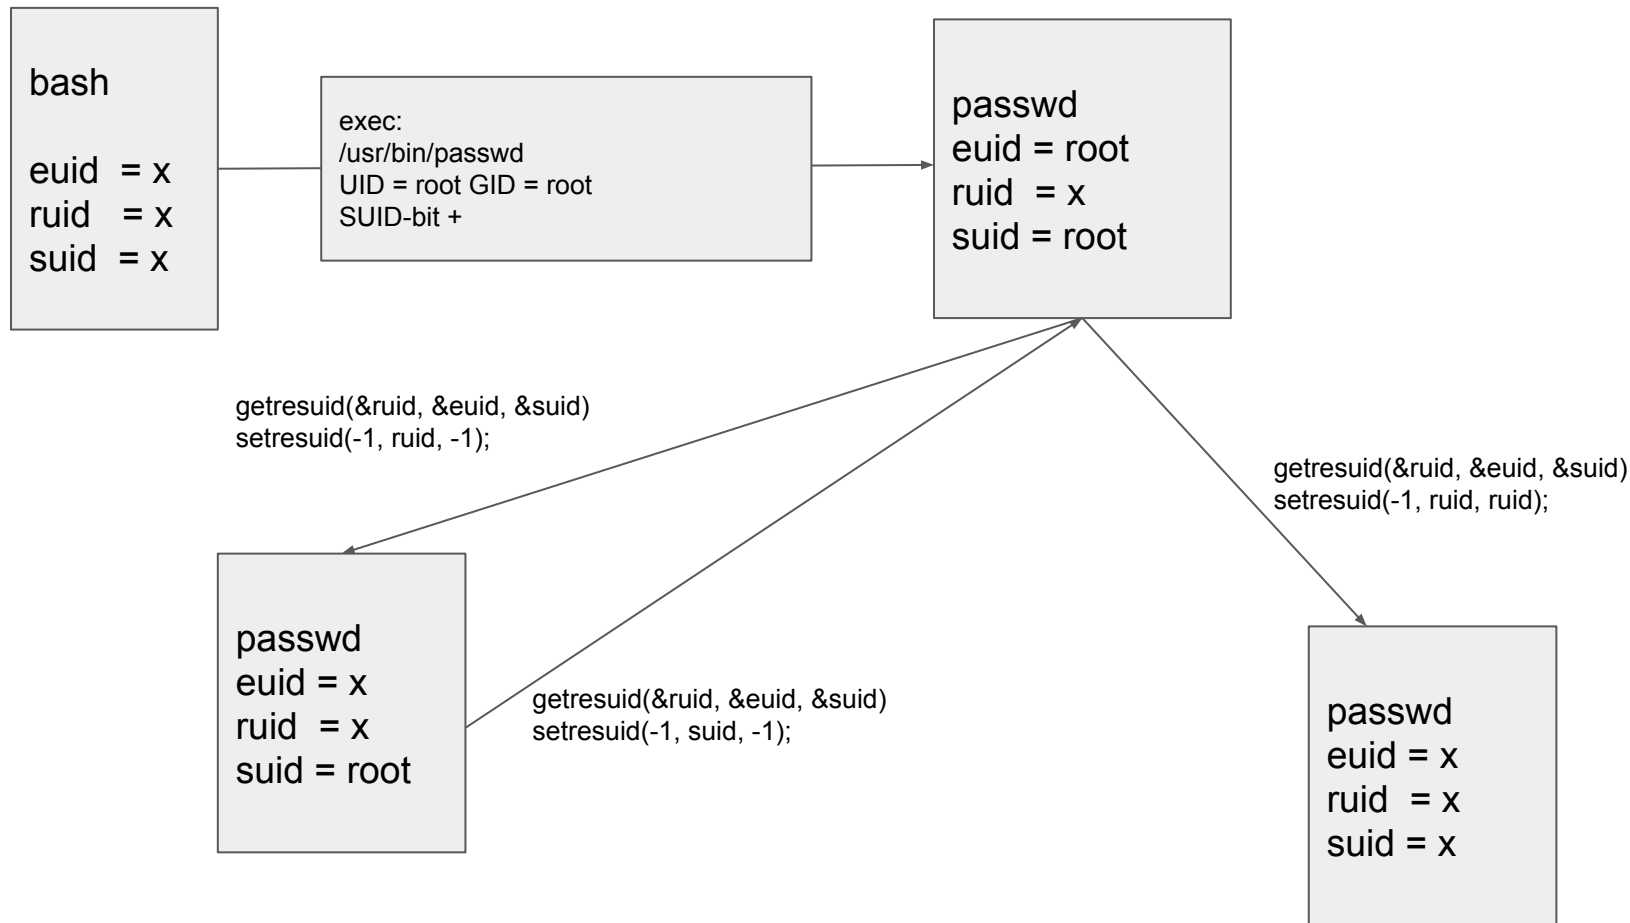 bash
euid = x
ruid = x
suid = x
exec:
/usr/bin/passwd
UID = root GID = root
SUID-bit +
passwd
euid = root
ruid = x
suid = root
getresuid(&ruid, &euid, &suid)
setresuid(-1, ruid, -1);
getresuid(&ruid, &euid, &suid)
setresuid(-1, ruid, ruid);
passwd
euid = x
ruid = x
suid = root
getresuid(&ruid, &euid, &suid)
setresuid(-1, suid, -1);
passwd
euid = x
ruid = x
suid = x